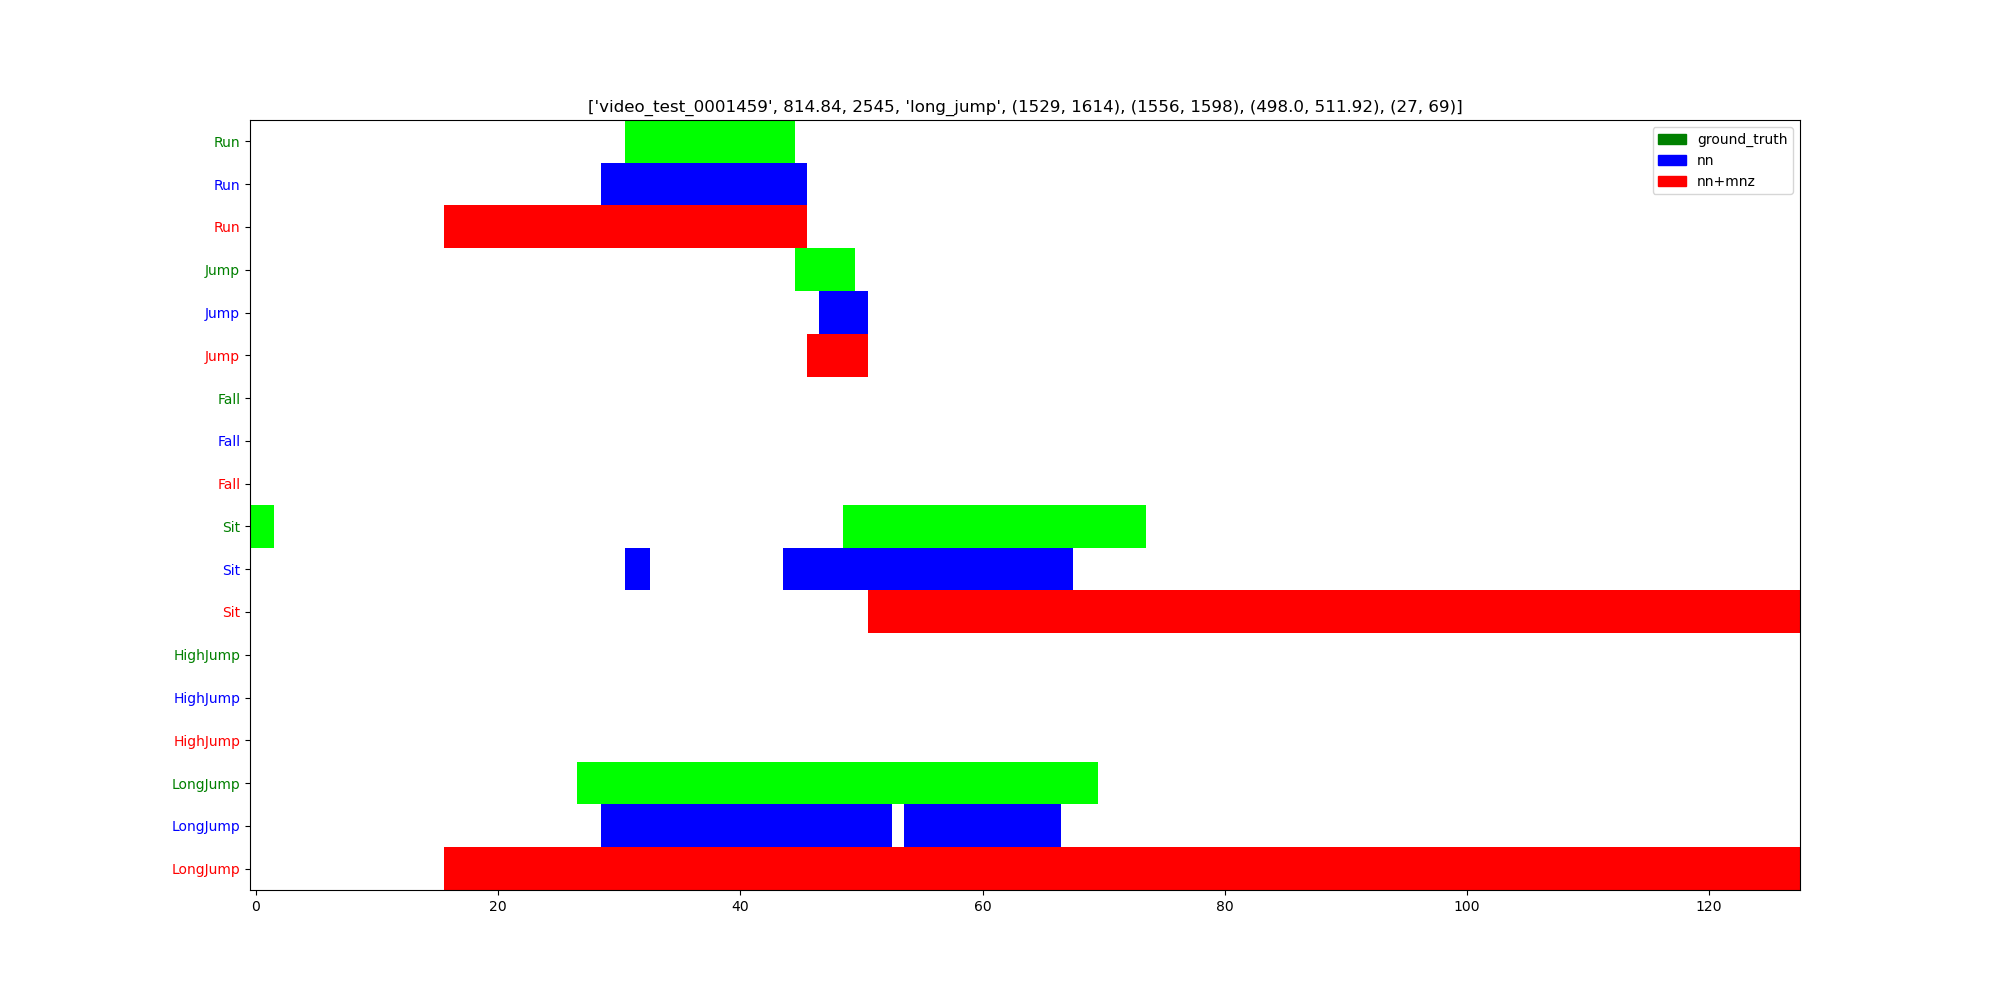 ['video_test_0001459', 814.84, 2545, 'long_jump', (1529, 1614), (1556, 1598), (498.0, 511.92), (27, 69)]
ground_truth
nn
nn+mnz
Run
Run
Run
Jump
Jump
Jump
Fall
Fall
Fall
Sit
Sit
Sit
HighJump
HighJump
HighJump
LongJump
LongJump
LongJump
0 20 40 60 80 100 120